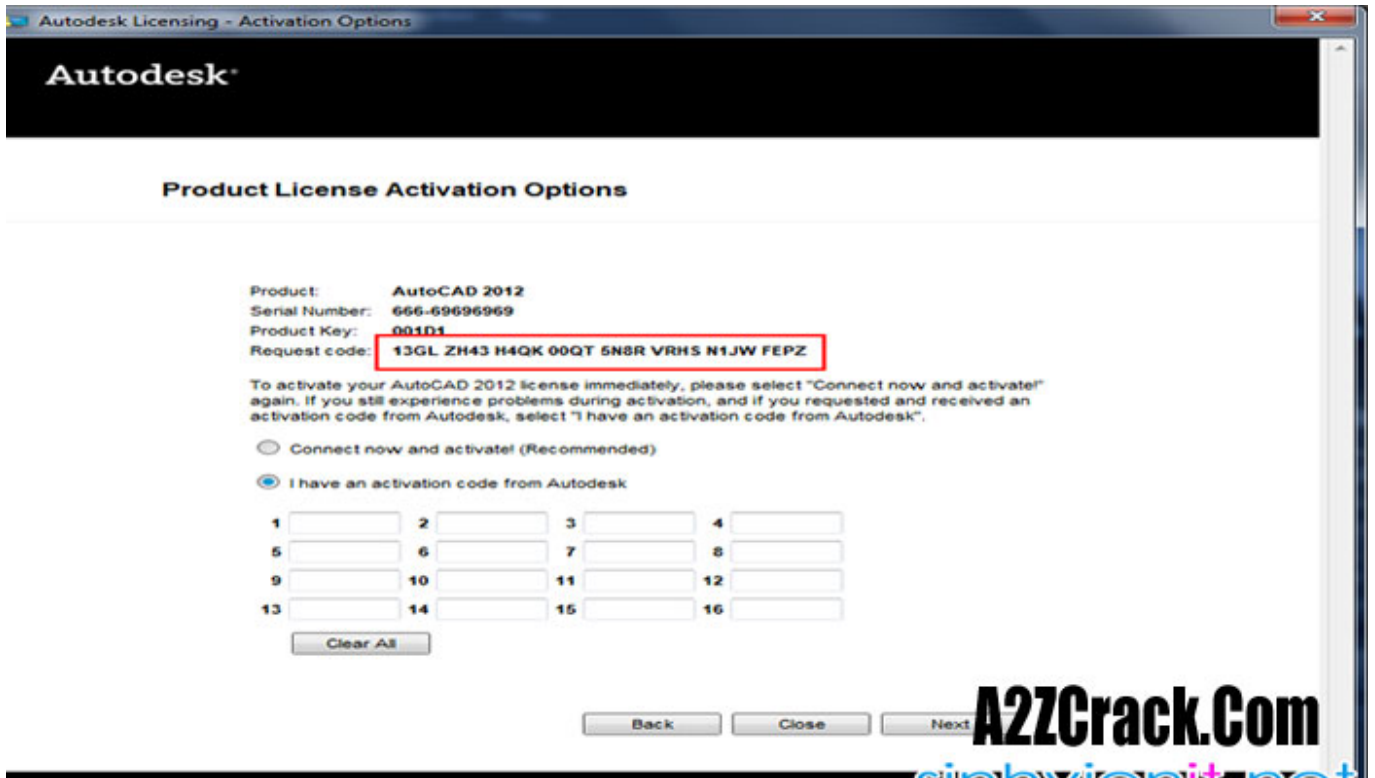 Autodesk Licensing - Activation Options
Autodesk
Product License Activation Options
Product: AutoCAD 2012
Serial Number: 666-69696969
Product Key: 001D1
Request code: 13GL ZH43 H4QK 00QT 5N8R VRHS N1JW FEPZ
To activate your AutoCAD 2012 license immediately, please select "Connect now and activate!"
again. If you still experience problems during activation, and if you requested and received an
activation code from Autodesk, select "I have an activation code from Autodesk".
Connect now and activate! (Recommended)
I have an activation code from Autodesk
1 2 3 4
5 6 7 8
9 10 11 12
13 14 15 16
Clear All
Back Close Next
A2ZCrack.Com